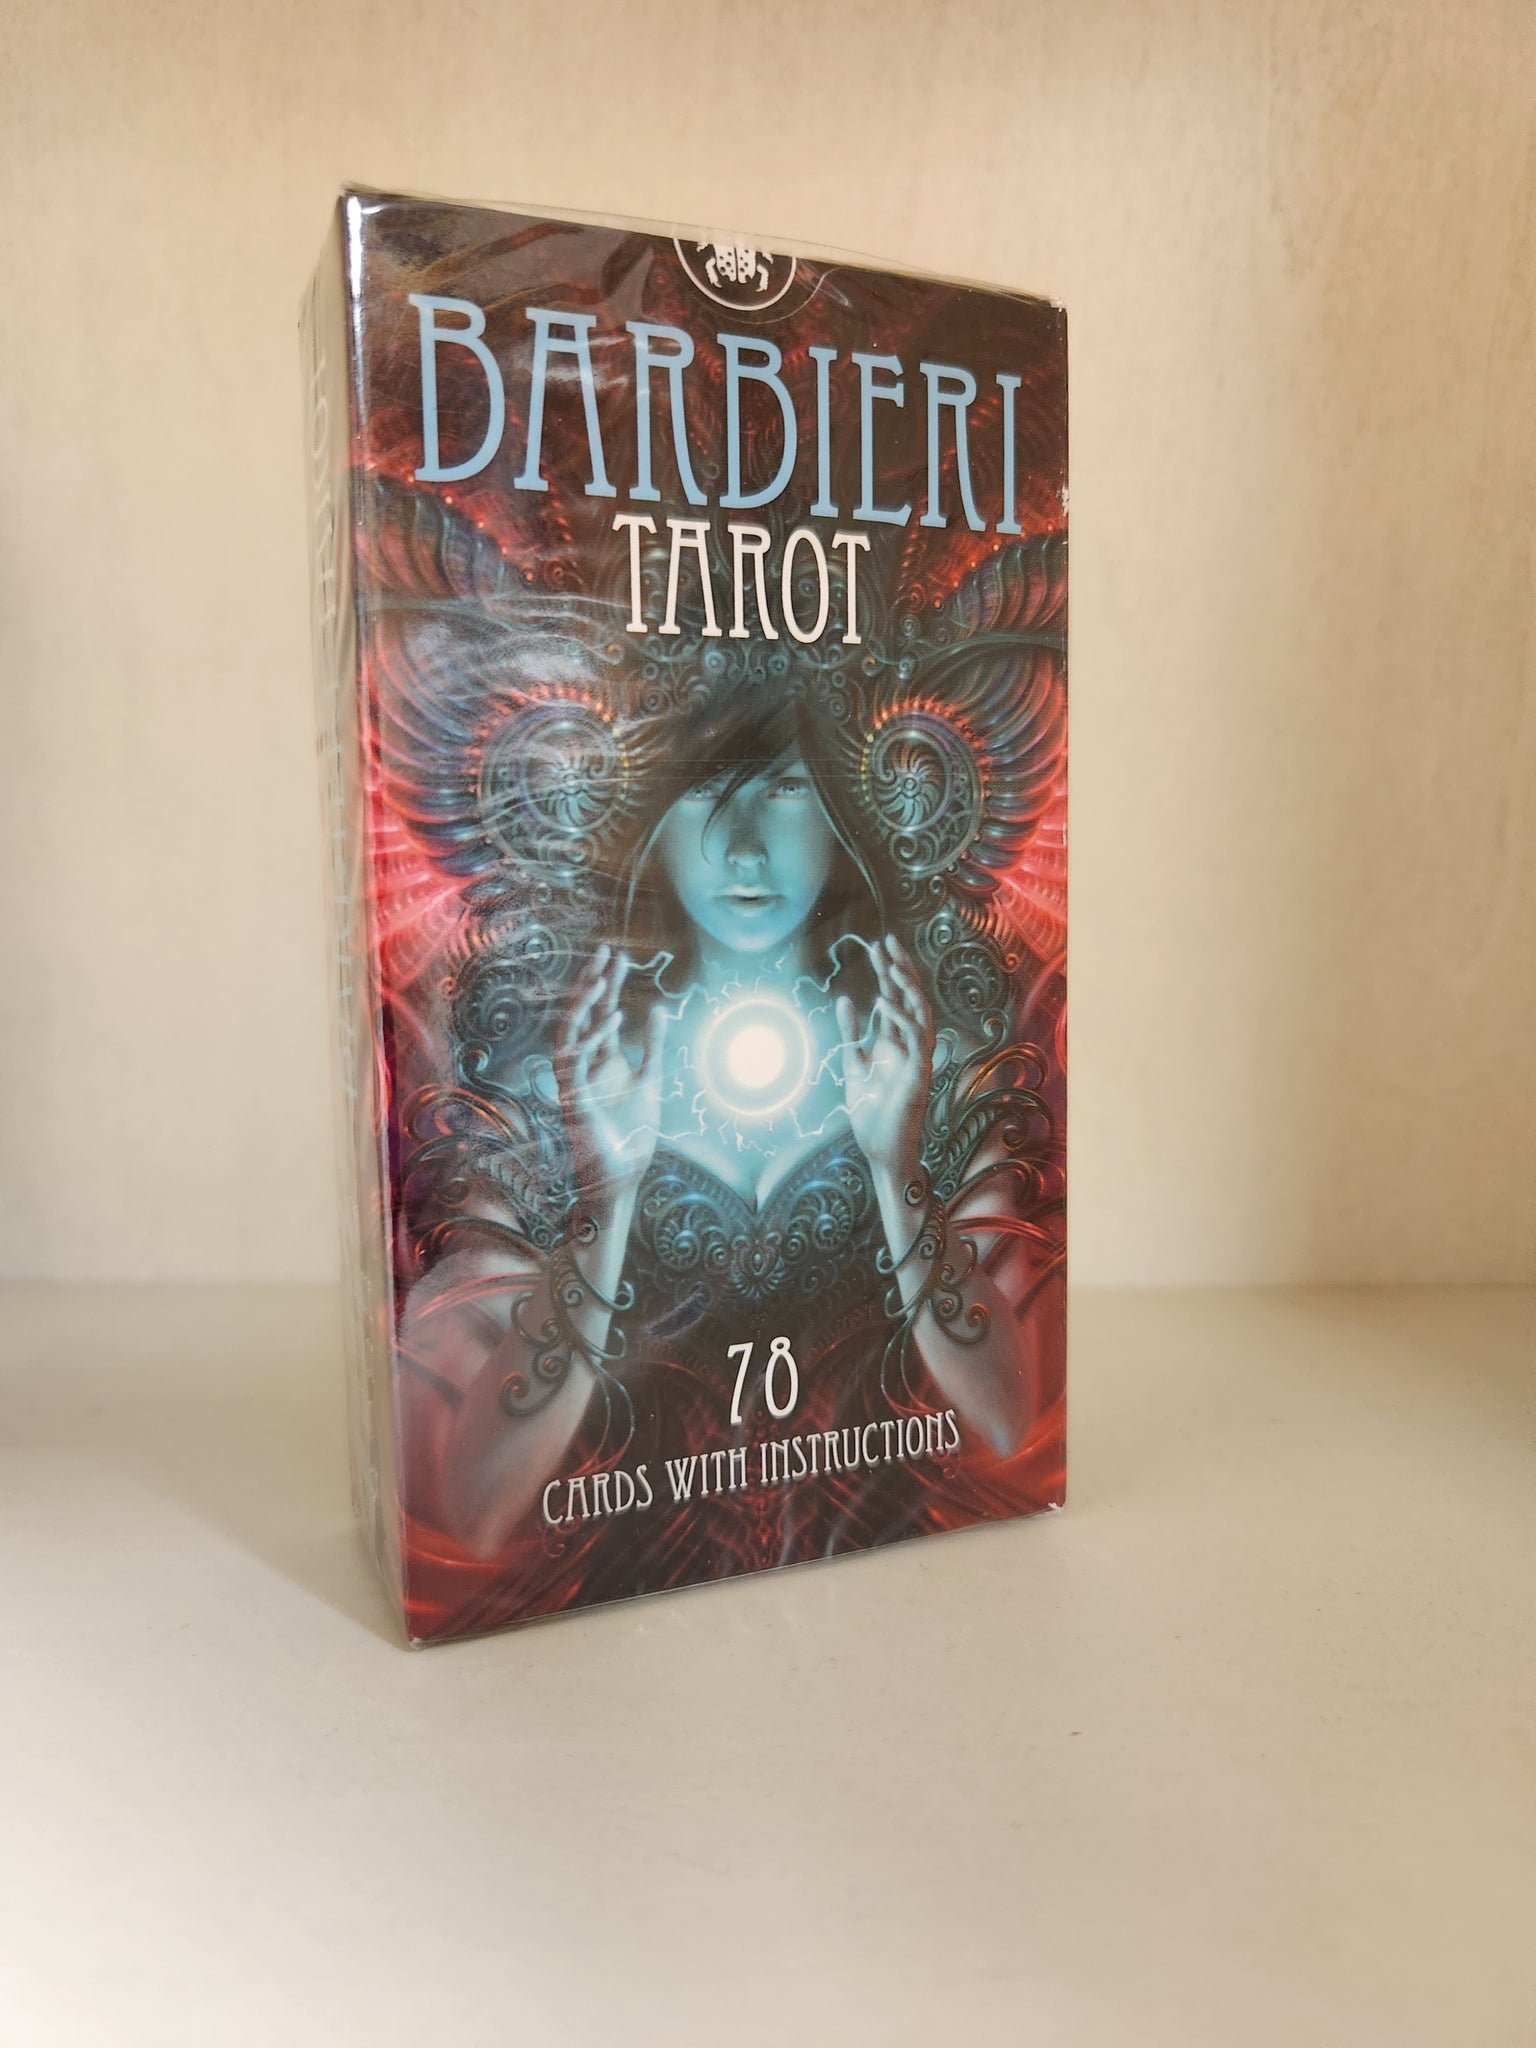 BARBIERI
TAROT
78
CARDS WITH INSTRUCTIONS